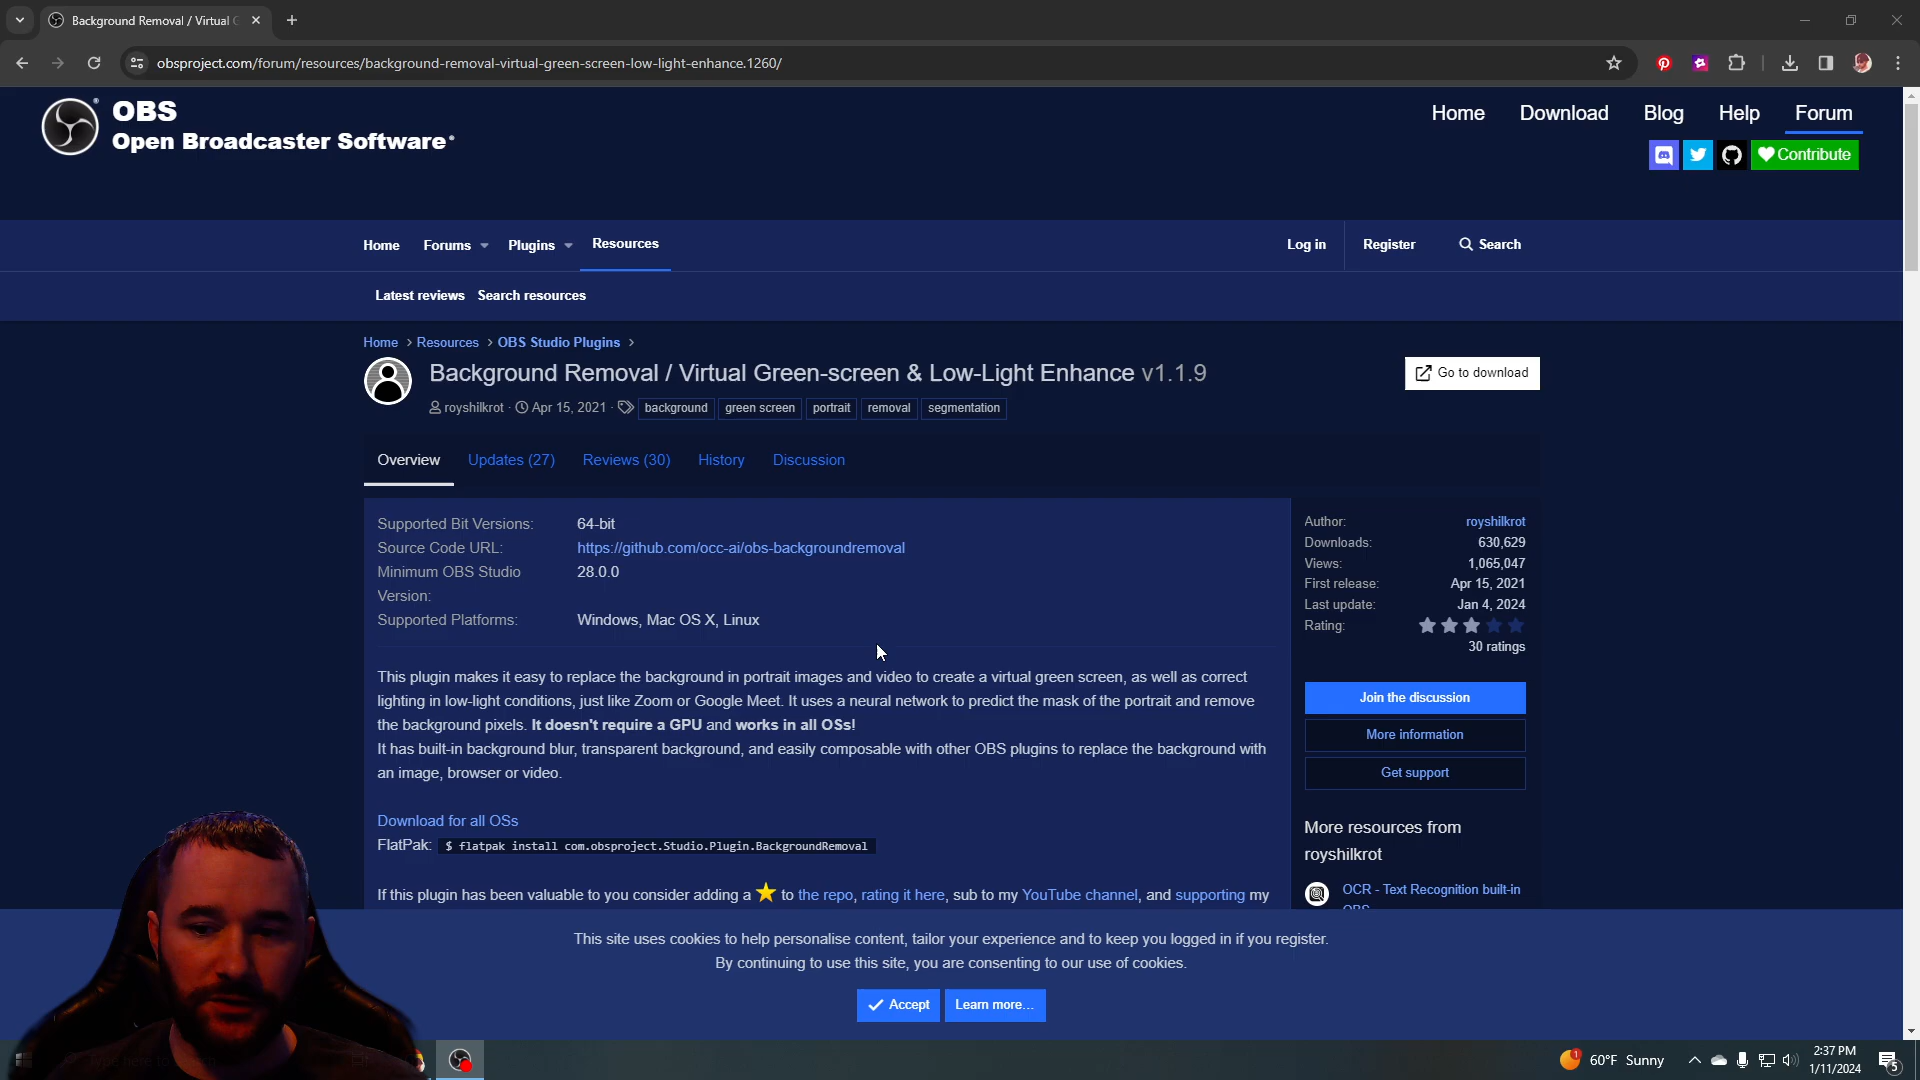 Background Removal / Virtual G
obsproject.com/forum/resources/background-removal-virtual-green-screen-low-light-enhance.1260/
OBS
Open Broadcaster Software
Home Download Blog Help Forum
Contribute
Home Forums Plugins Resources Log in Register Search
Latest reviews Search resources
Home › Resources › OBS Studio Plugins ›
Background Removal / Virtual Green-screen & Low-Light Enhance v1.1.9
Go to download
royshilkrot · Apr 15, 2021 · background green screen portrait removal segmentation
Overview Updates (27) Reviews (30) History Discussion
Supported Bit Versions: 64-bit
Source Code URL: https://github.com/occ-ai/obs-backgroundremoval
Minimum OBS Studio 28.0.0
Version:
Supported Platforms: Windows, Mac OS X, Linux
This plugin makes it easy to replace the background in portrait images and video to create a virtual green screen, as well as correct
lighting in low-light conditions, just like Zoom or Google Meet. It uses a neural network to predict the mask of the portrait and remove
the background pixels. It doesn't require a GPU and works in all OSs!
It has built-in background blur, transparent background, and easily composable with other OBS plugins to replace the background with
an image, browser or video.
Download for all OSs
FlatPak: $ flatpak install com.obsproject.Studio.Plugin.BackgroundRemoval
If this plugin has been valuable to you consider adding a ⭐ to the repo, rating it here, sub to my YouTube channel, and supporting my
Author: royshilkrot
Downloads: 630,629
Views: 1,065,047
First release: Apr 15, 2021
Last update: Jan 4, 2024
Rating:
30 ratings
Join the discussion
More information
Get support
More resources from
royshilkrot
OCR - Text Recognition built-in
This site uses cookies to help personalise content, tailor your experience and to keep you logged in if you register.
By continuing to use this site, you are consenting to our use of cookies.
Accept Learn more…
1 60°F Sunny
2:37 PM
1/11/2024
5